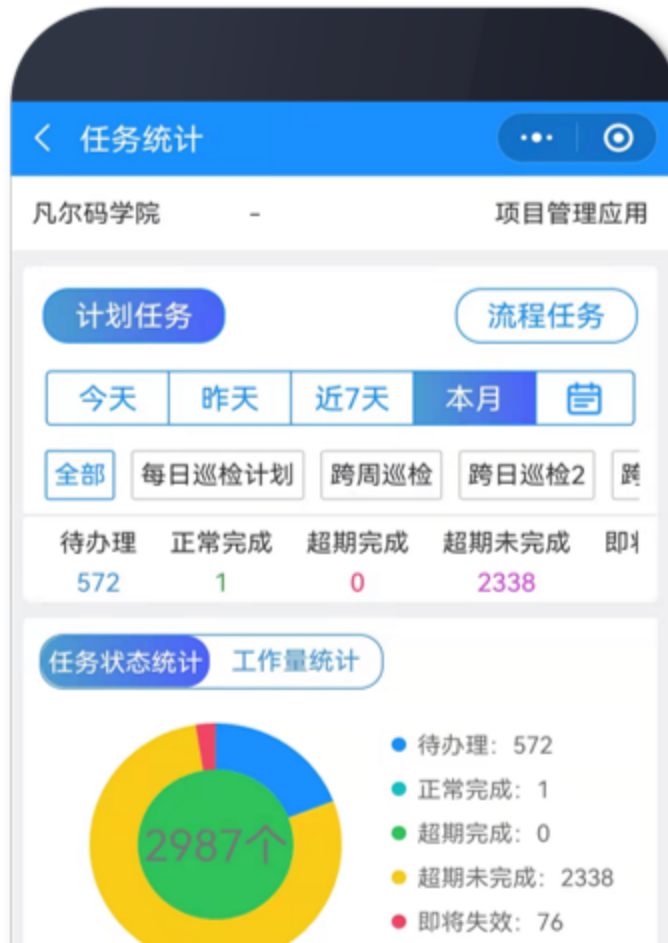 任务统计
凡尔码学院 - 项目管理应用
计划任务 流程任务
今天 昨天 近7天 本月
全部 每日巡检计划 跨周巡检 跨日巡检2 跨
待办理 正常完成 超期完成 超期未完成 即将
572 1 0 2338
任务状态统计 工作量统计
2987个
待办理: 572
正常完成: 1
超期完成: 0
超期未完成: 2338
即将失效: 76